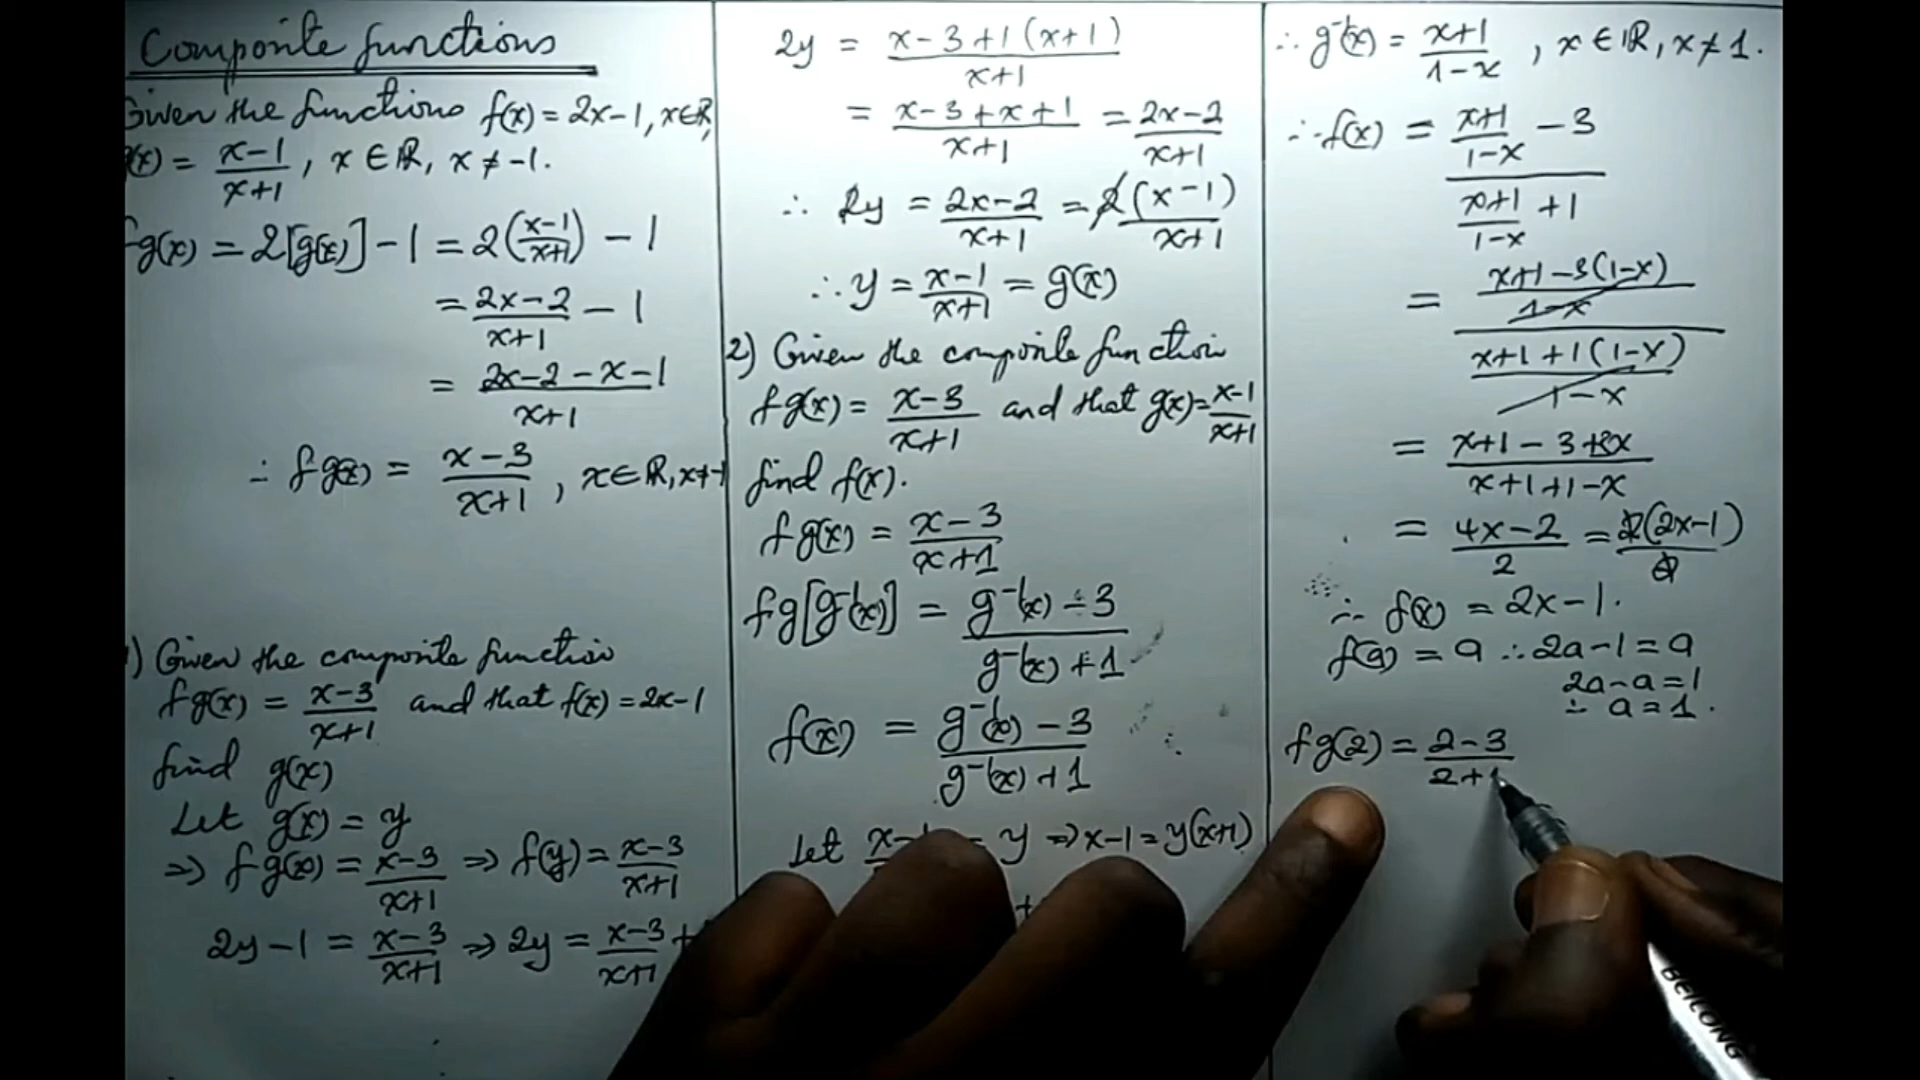 Composite functions
Given the functions f(x) = 2x-1, x∈ℝ,
(x) = (x-1)/(x+1), x∈ℝ, x≠-1.
fg(x) = 2[g(x)] - 1 = 2((x-1)/(x+1)) - 1
= (2x-2)/(x+1) - 1
= (2x-2-x-1)/(x+1)
∴ fg(x) = (x-3)/(x+1), x∈ℝ, x≠-1
) Given the composite function
fg(x) = (x-3)/(x+1) and that f(x) = 2x-1
find g(x)
Let g(x) = y
⇒ fg(x) = (x-3)/(x+1) ⇒ f(y) = (x-3)/(x+1)
2y-1 = (x-3)/(x+1) ⇒ 2y = (x-3)/(x+1) +
2y = (x-3+1(x+1))/(x+1)
= (x-3+x+1)/(x+1) = (2x-2)/(x+1)
∴ 2y = (2x-2)/(x+1) = 2(x-1)/(x+1)
∴ y = (x-1)/(x+1) = g(x)
2) Given the composite function
fg(x) = (x-3)/(x+1) and that g(x) = (x-1)/(x+1)
find f(x).
fg(x) = (x-3)/(x+1)
fg[g⁻¹(x)] = (g⁻¹(x) - 3)/(g⁻¹(x) + 1)
f(x) = (g⁻¹(x) - 3)/(g⁻¹(x) + 1)
Let = y ⇒ x-1 = y(x+1)
∴ g⁻¹(x) = (x+1)/(1-x), x∈ℝ, x≠1.
∴ f(x) = ((x+1)/(1-x) - 3)/((x+1)/(1-x) + 1)
= ((x+1-3(1-x))/(1-x))/((x+1+1(1-x))/(1-x))
= (x+1-3+3x)/(x+1+1-x)
= (4x-2)/2 = 2(2x-1)/2
∴ f(x) = 2x-1.
f(a) = a ∴ 2a-1 = a
2a-a = 1
∴ a = 1.
fg(2) = (2-3)/(2+1)
BEICONG